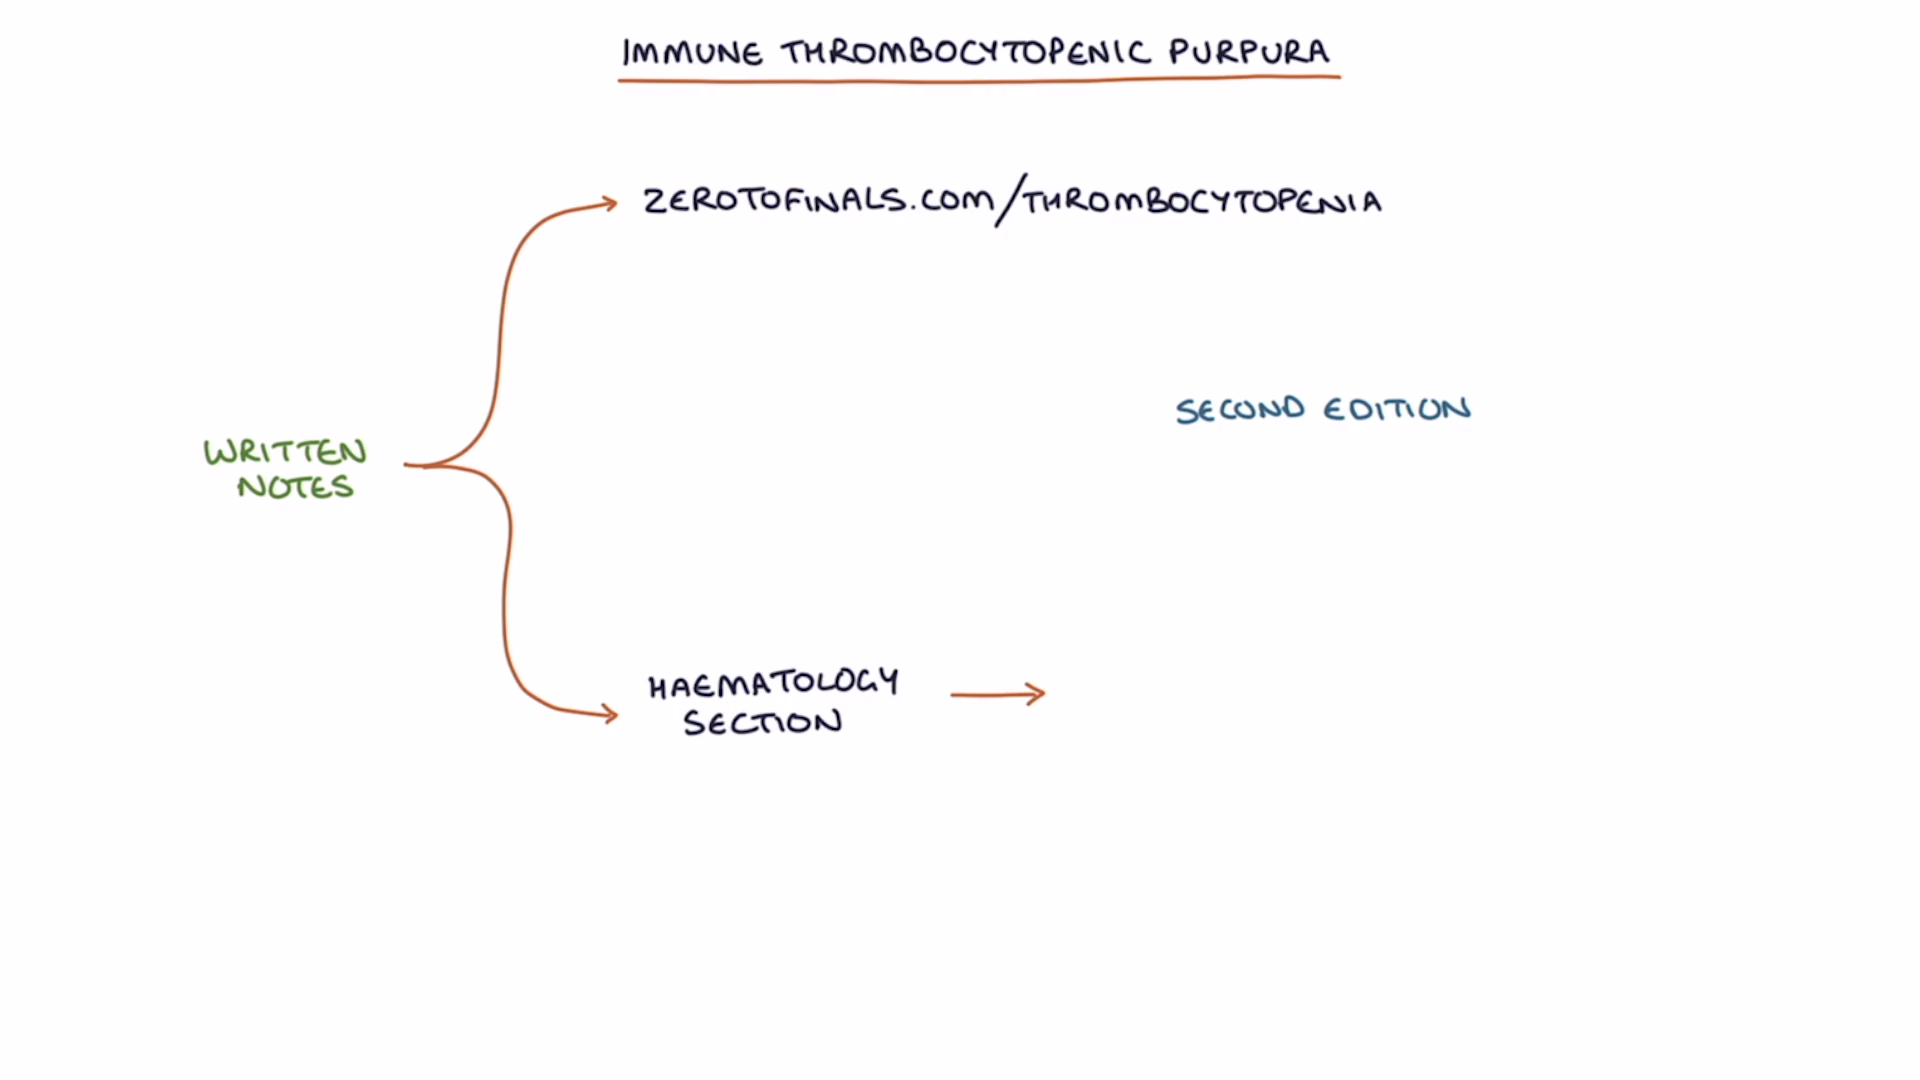 IMMUNE THROMBOCYTOPENIC PURPURA
ZEROTOFINALS.COM/THROMBOCYTOPENIA
SECOND EDITION
WRITTEN
NOTES
HAEMATOLOGY
SECTION